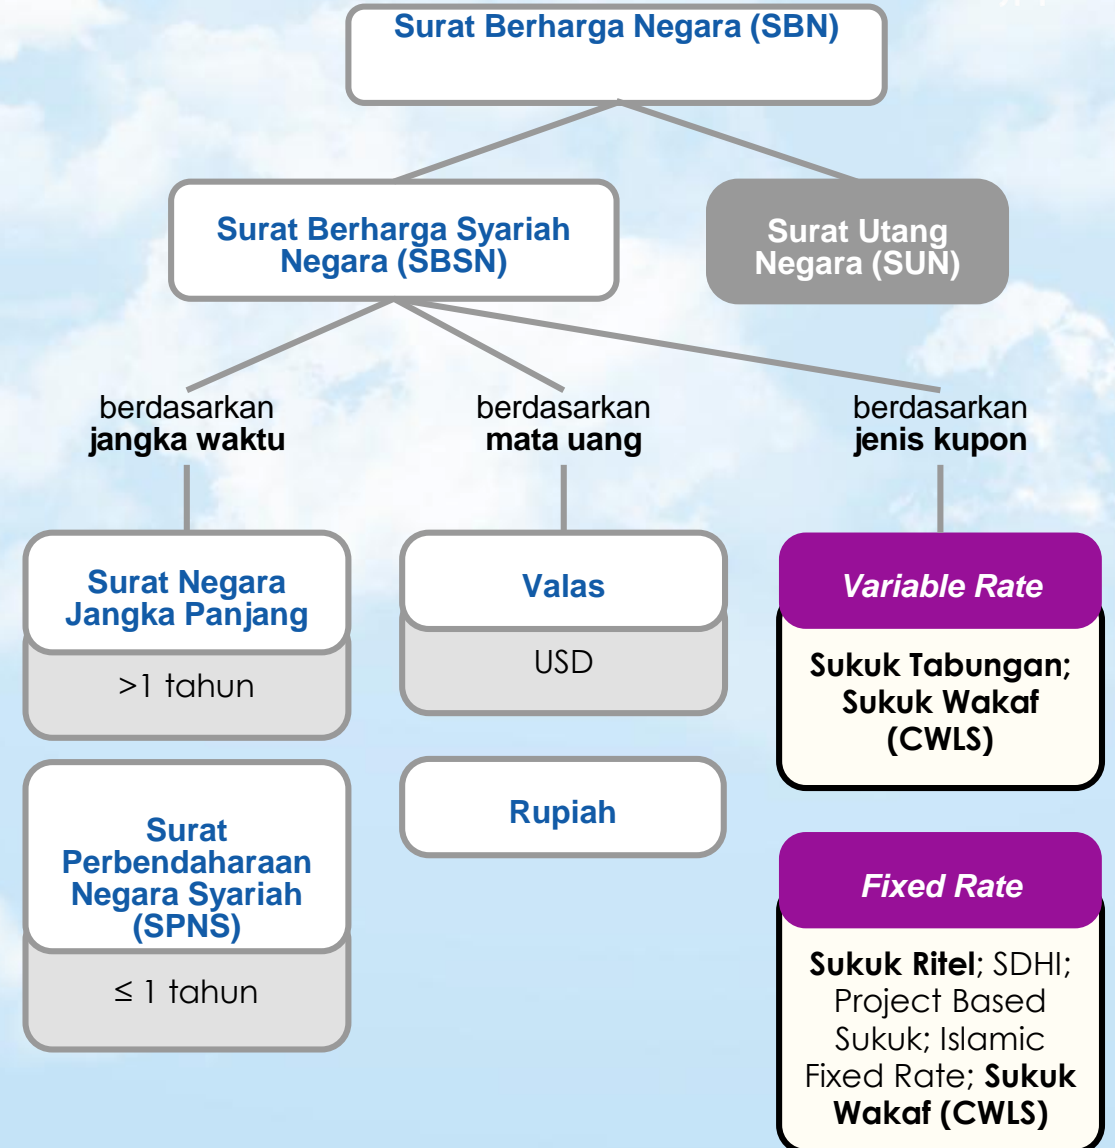 Surat Berharga Negara (SBN)
Surat Berharga Syariah
Negara (SBSN)
Surat Utang
Negara (SUN)
berdasarkan
jangka waktu
berdasarkan
mata uang
berdasarkan
jenis kupon
Surat Negara
Jangka Panjang
>1 tahun
Surat
Perbendaharaan
Negara Syariah
(SPNS)
≤ 1 tahun
Valas
USD
Rupiah
Variable Rate
Sukuk Tabungan;
Sukuk Wakaf
(CWLS)
Fixed Rate
Sukuk Ritel; SDHI;
Project Based
Sukuk; Islamic
Fixed Rate; Sukuk
Wakaf (CWLS)